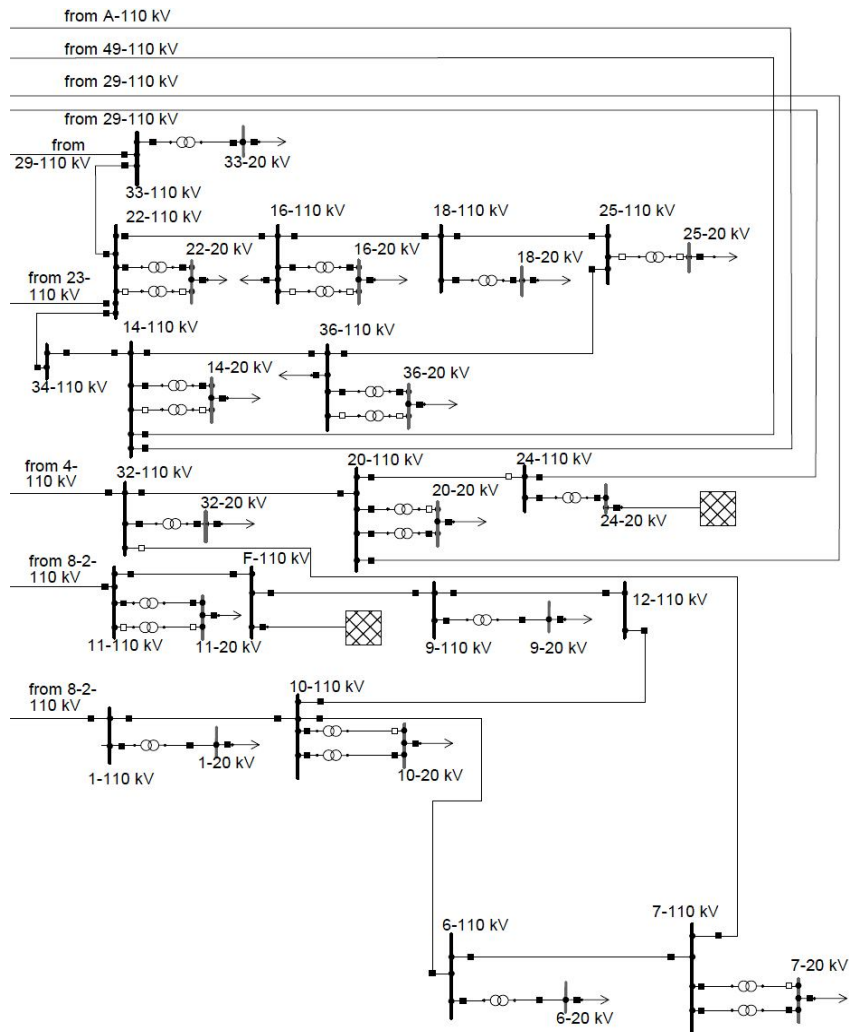 from A-110 kV
from 49-110 kV
from 29-110 kV
from 29-110 kV
from
29-110 kV
33-20 kV
33-110 kV
22-110 kV
16-110 kV
18-110 kV
25-110 kV
22-20 kV
16-20 kV
18-20 kV
25-20 kV
from 23-
110 kV
14-110 kV
36-110 kV
34-110 kV
14-20 kV
36-20 kV
from 4-
110 kV
32-110 kV
20-110 kV
24-110 kV
32-20 kV
20-20 kV
24-20 kV
from 8-2-
110 kV
F-110 kV
12-110 kV
11-110 kV
11-20 kV
9-110 kV
9-20 kV
from 8-2-
110 kV
10-110 kV
1-110 kV
1-20 kV
10-20 kV
6-110 kV
7-110 kV
7-20 kV
6-20 kV